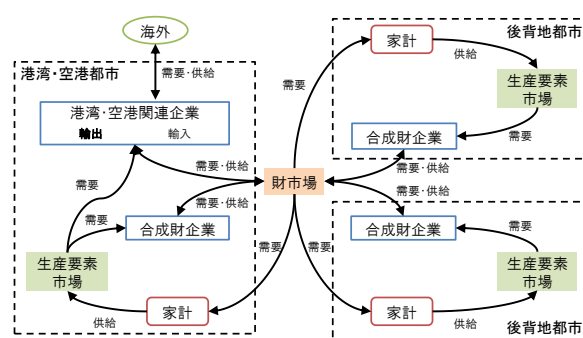 海外
需要・供給
港湾・空港都市
港湾・空港関連企業
輸出 輸入
需要・供給
需要
需要・供給
需要
合成財企業
生産要素
市場
供給
家計
需要
財市場
需要
需要
後背地都市
家計
供給
生産要素
市場
需要
合成財企業
需要・供給
需要・供給
合成財企業
需要
生産要素
市場
家計
供給
後背地都市